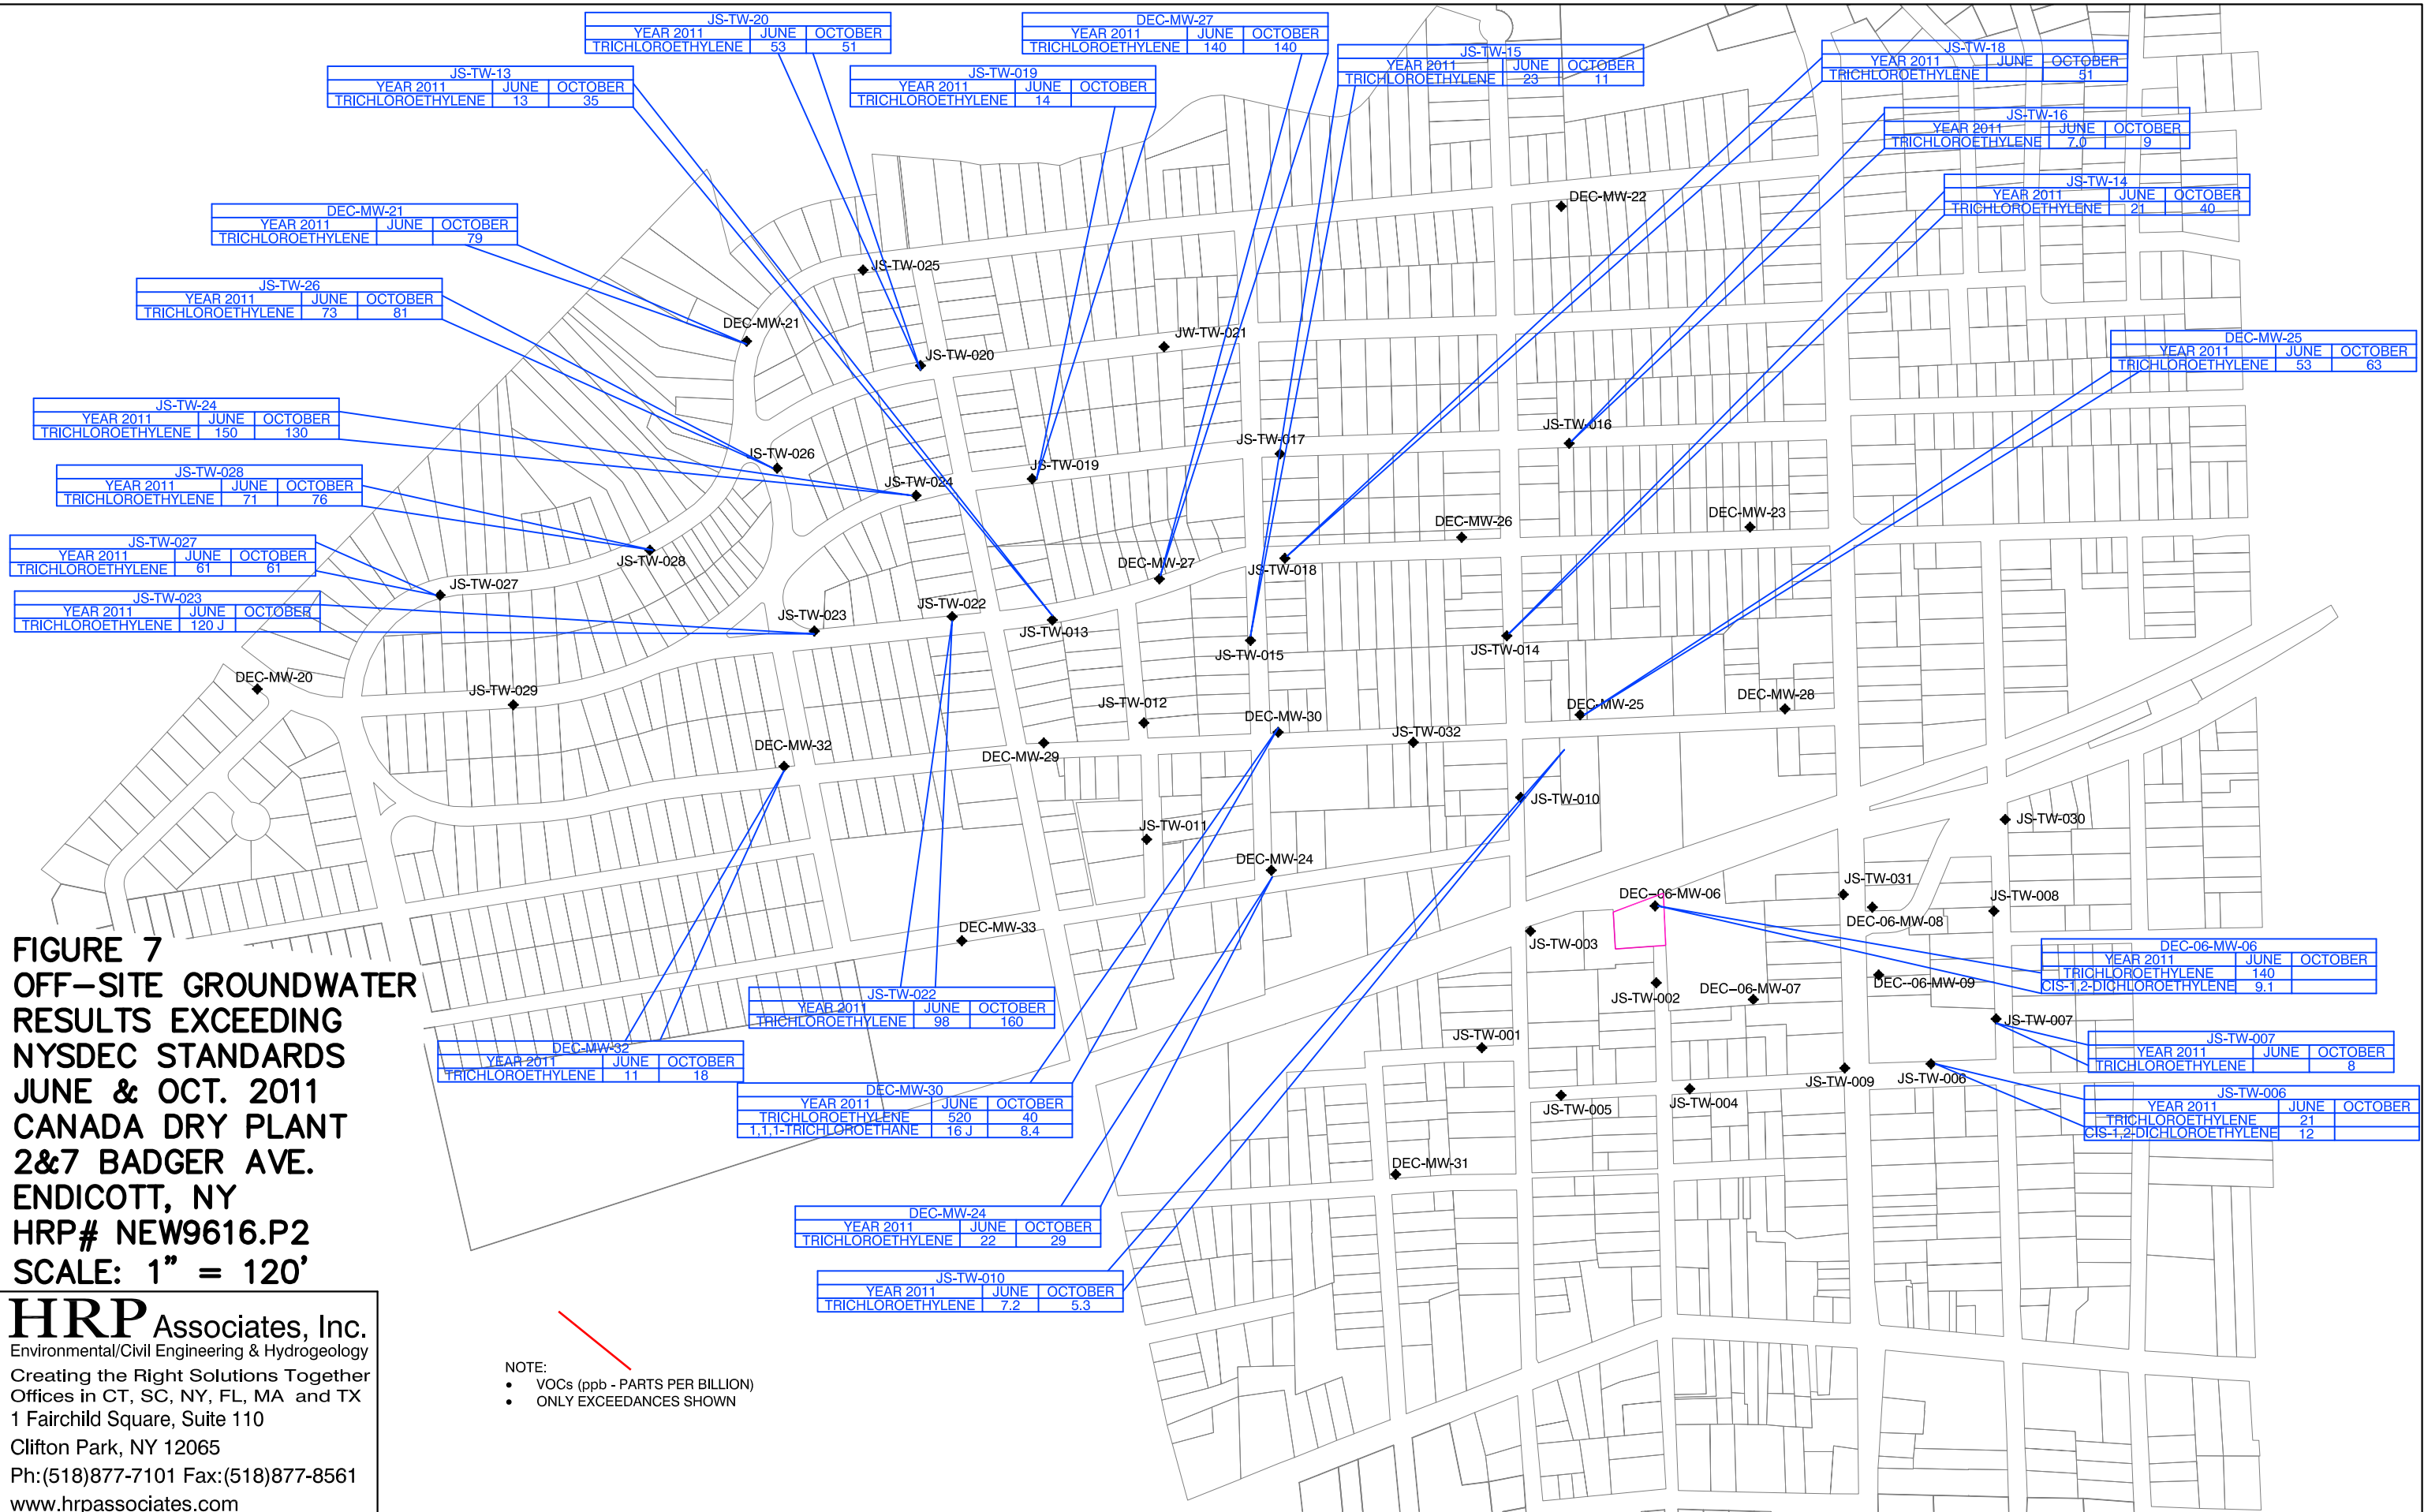 JS-TW-20
YEAR 2011 JUNE OCTOBER
TRICHLOROETHYLENE 53 51
DEC-MW-27
YEAR 2011 JUNE OCTOBER
TRICHLOROETHYLENE 140 140
JS-TW-15
YEAR 2011 JUNE OCTOBER
TRICHLOROETHYLENE 23 11
JS-TW-18
YEAR 2011 JUNE OCTOBER
TRICHLOROETHYLENE 51
JS-TW-13
YEAR 2011 JUNE OCTOBER
TRICHLOROETHYLENE 13 35
JS-TW-019
YEAR 2011 JUNE OCTOBER
TRICHLOROETHYLENE 14
JS-TW-16
YEAR 2011 JUNE OCTOBER
TRICHLOROETHYLENE 7.0 9
JS-TW-14
YEAR 2011 JUNE OCTOBER
TRICHLOROETHYLENE 21 40
DEC-MW-21
YEAR 2011 JUNE OCTOBER
TRICHLOROETHYLENE 79
JS-TW-26
YEAR 2011 JUNE OCTOBER
TRICHLOROETHYLENE 73 81
DEC-MW-25
YEAR 2011 JUNE OCTOBER
TRICHLOROETHYLENE 53 63
JS-TW-24
YEAR 2011 JUNE OCTOBER
TRICHLOROETHYLENE 150 130
JS-TW-028
YEAR 2011 JUNE OCTOBER
TRICHLOROETHYLENE 71 76
JS-TW-027
YEAR 2011 JUNE OCTOBER
TRICHLOROETHYLENE 61 61
JS-TW-023
YEAR 2011 JUNE OCTOBER
TRICHLOROETHYLENE 120 J
DEC-MW-22
JS-TW-025
DEC-MW-21
JW-TW-021
JS-TW-020
JS-TW-016
JS-TW-017
JS-TW-026
JS-TW-019
JS-TW-024
DEC-MW-23
DEC-MW-26
JS-TW-028
DEC-MW-27
JS-TW-018
JS-TW-027
JS-TW-023
JS-TW-022
JS-TW-013
JS-TW-015
JS-TW-014
DEC-MW-20
JS-TW-029
JS-TW-012
DEC-MW-30
DEC-MW-25
DEC-MW-28
JS-TW-032
DEC-MW-32
DEC-MW-29
JS-TW-010
JS-TW-011
JS-TW-030
DEC-MW-24
JS-TW-031
DEC-06-MW-06
JS-TW-008
DEC-06-MW-08
DEC-MW-33
JS-TW-003
DEC-06-MW-09
JS-TW-002
DEC-06-MW-07
JS-TW-007
JS-TW-001
JS-TW-009
JS-TW-006
JS-TW-005
JS-TW-004
DEC-MW-31
DEC-06-MW-06
YEAR 2011 JUNE OCTOBER
TRICHLOROETHYLENE 140
CIS-1,2-DICHLOROETHYLENE 9.1
JS-TW-007
YEAR 2011 JUNE OCTOBER
TRICHLOROETHYLENE 8
JS-TW-006
YEAR 2011 JUNE OCTOBER
TRICHLOROETHYLENE 21
CIS-1,2-DICHLOROETHYLENE 12
JS-TW-022
YEAR 2011 JUNE OCTOBER
TRICHLOROETHYLENE 98 160
DEC-MW-32
YEAR 2011 JUNE OCTOBER
TRICHLOROETHYLENE 11 18
DEC-MW-30
YEAR 2011 JUNE OCTOBER
TRICHLOROETHYLENE 520 40
1,1,1-TRICHLOROETHANE 16 J 8.4
DEC-MW-24
YEAR 2011 JUNE OCTOBER
TRICHLOROETHYLENE 22 29
JS-TW-010
YEAR 2011 JUNE OCTOBER
TRICHLOROETHYLENE 7.2 5.3
FIGURE 7
OFF-SITE GROUNDWATER
RESULTS EXCEEDING
NYSDEC STANDARDS
JUNE & OCT. 2011
CANADA DRY PLANT
2&7 BADGER AVE.
ENDICOTT, NY
HRP# NEW9616.P2
SCALE: 1" = 120'
HRP Associates, Inc.
Environmental/Civil Engineering & Hydrogeology
Creating the Right Solutions Together
Offices in CT, SC, NY, FL, MA and TX
1 Fairchild Square, Suite 110
Clifton Park, NY 12065
Ph:(518)877-7101 Fax:(518)877-8561
www.hrpassociates.com
NOTE:
• VOCs (ppb - PARTS PER BILLION)
• ONLY EXCEEDANCES SHOWN